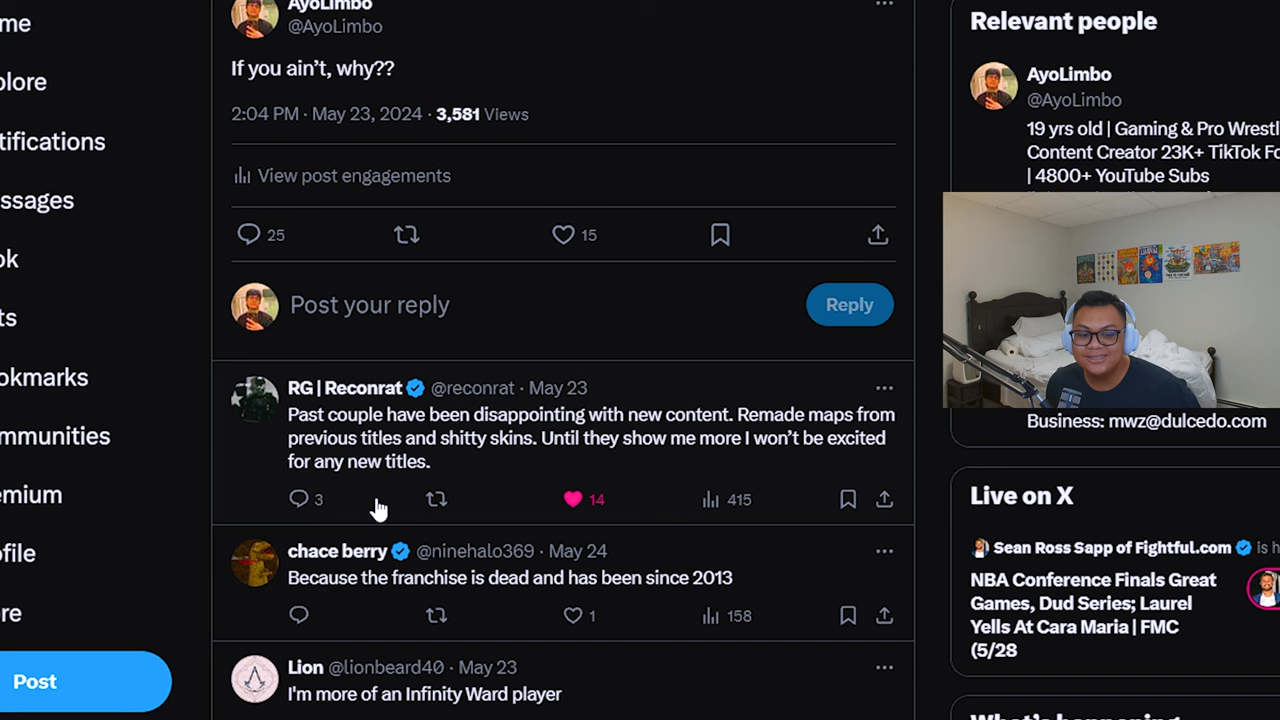 me
AyoLimbo
@AyoLimbo
plore
If you ain't, why??
2:04 PM · May 23, 2024 · 3,581 Views
tifications
View post engagements
ssages
25
15
ok
Post your reply
Reply
ts
okmarks
RG | Reconrat @reconrat · May 23
Past couple have been disappointing with new content. Remade maps from
previous titles and shitty skins. Until they show me more I won't be excited
for any new titles.
mmunities
3
14
415
emium
chace berry @ninehalo369 · May 24
Because the franchise is dead and has been since 2013
ofile
1
158
re
Lion @lionbeard40 · May 23
I'm more of an Infinity Ward player
Post
Relevant people
AyoLimbo
@AyoLimbo
19 yrs old | Gaming & Pro Wrestl
Content Creator 23K+ TikTok Fo
| 4800+ YouTube Subs
Business: mwz@dulcedo.com
Live on X
Sean Ross Sapp of Fightful.com is h
NBA Conference Finals Great
Games, Dud Series; Laurel
Yells At Cara Maria | FMC
(5/28
What's happening